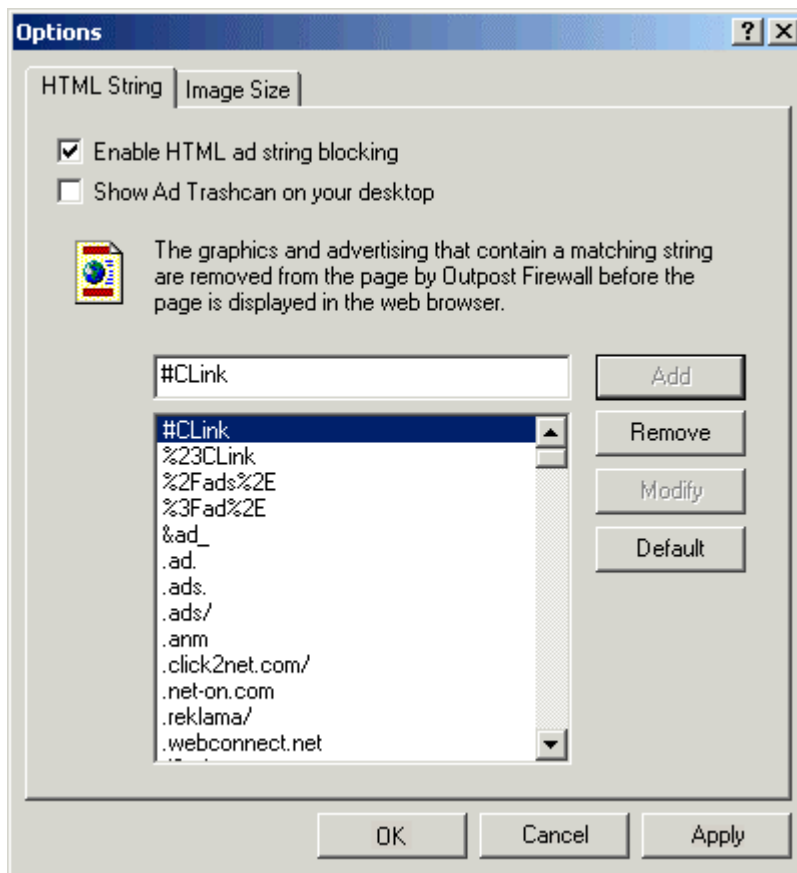 Options
HTML String
Image Size
Enable HTML ad string blocking
Show Ad Trashcan on your desktop
The graphics and advertising that contain a matching string
are removed from the page by Outpost Firewall before the
page is displayed in the web browser.
#CLink
Add
#CLink
%23CLink
%2Fads%2E
%3Fad%2E
&ad_
.ad.
.ads.
.ads/
.anm
.click2net.com/
.net-on.com
.reklama/
.webconnect.net
Remove
Modify
Default
OK
Cancel
Apply